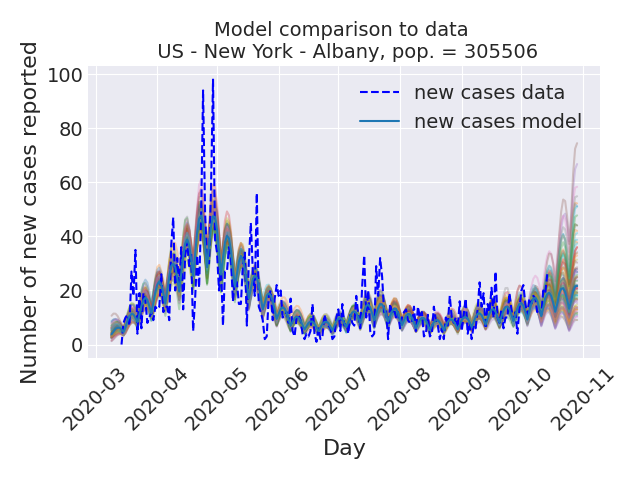 Model comparison to data
US - New York - Albany, pop. = 305506
Number of new cases reported
100
80
60
40
20
0
new cases data
new cases model
2020-03
2020-04
2020-05
2020-06
2020-07
2020-08
2020-09
2020-10
2020-11
Day